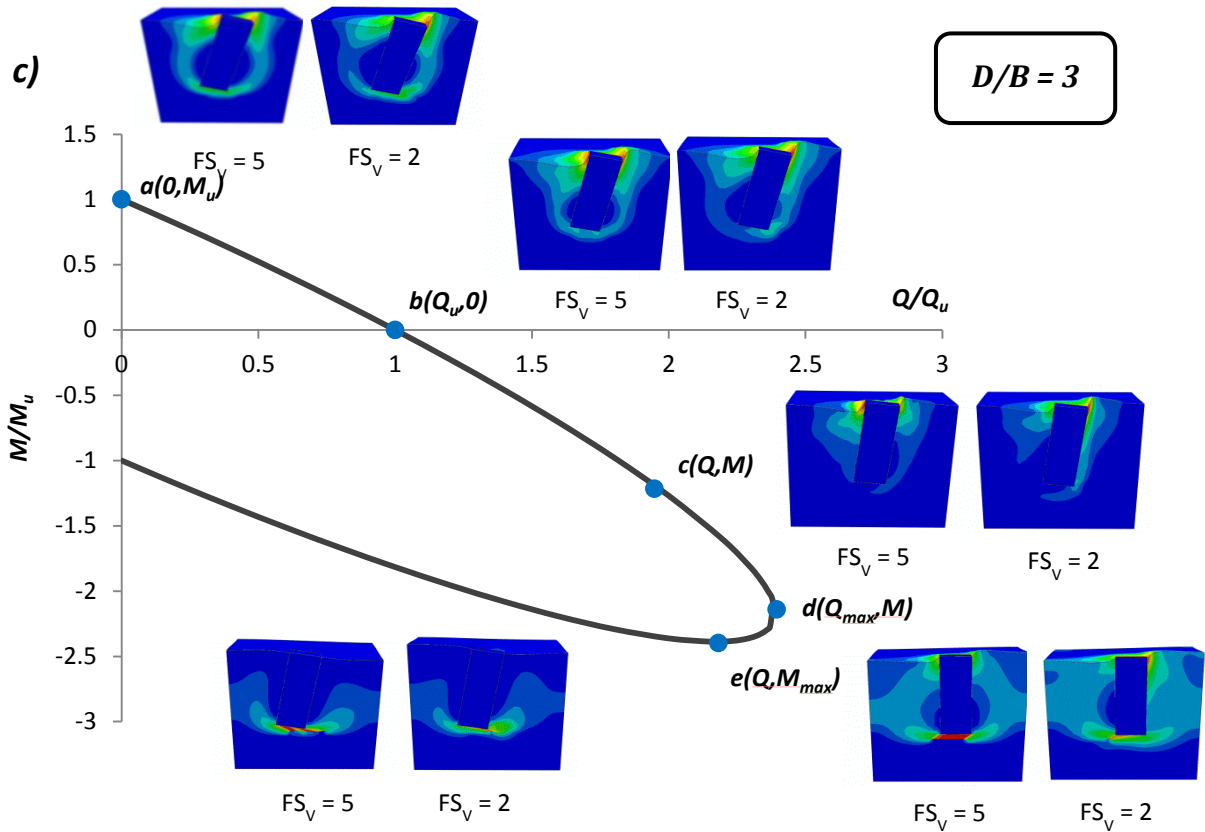 c)
D/B = 3
FSV = 5
FSV = 2
1.5
a(0,Mu)
1
FSV = 5
FSV = 2
0.5
b(Qu,0)
Q/Qu
0
0
0.5
1
1.5
2
2.5
3
-0.5
M/Mu
-1
c(Q,M)
-1.5
FSV = 5
FSV = 2
-2
d(Qmax,M)
-2.5
e(Q,Mmax)
-3
FSV = 5
FSV = 2
FSV = 5
FSV = 2